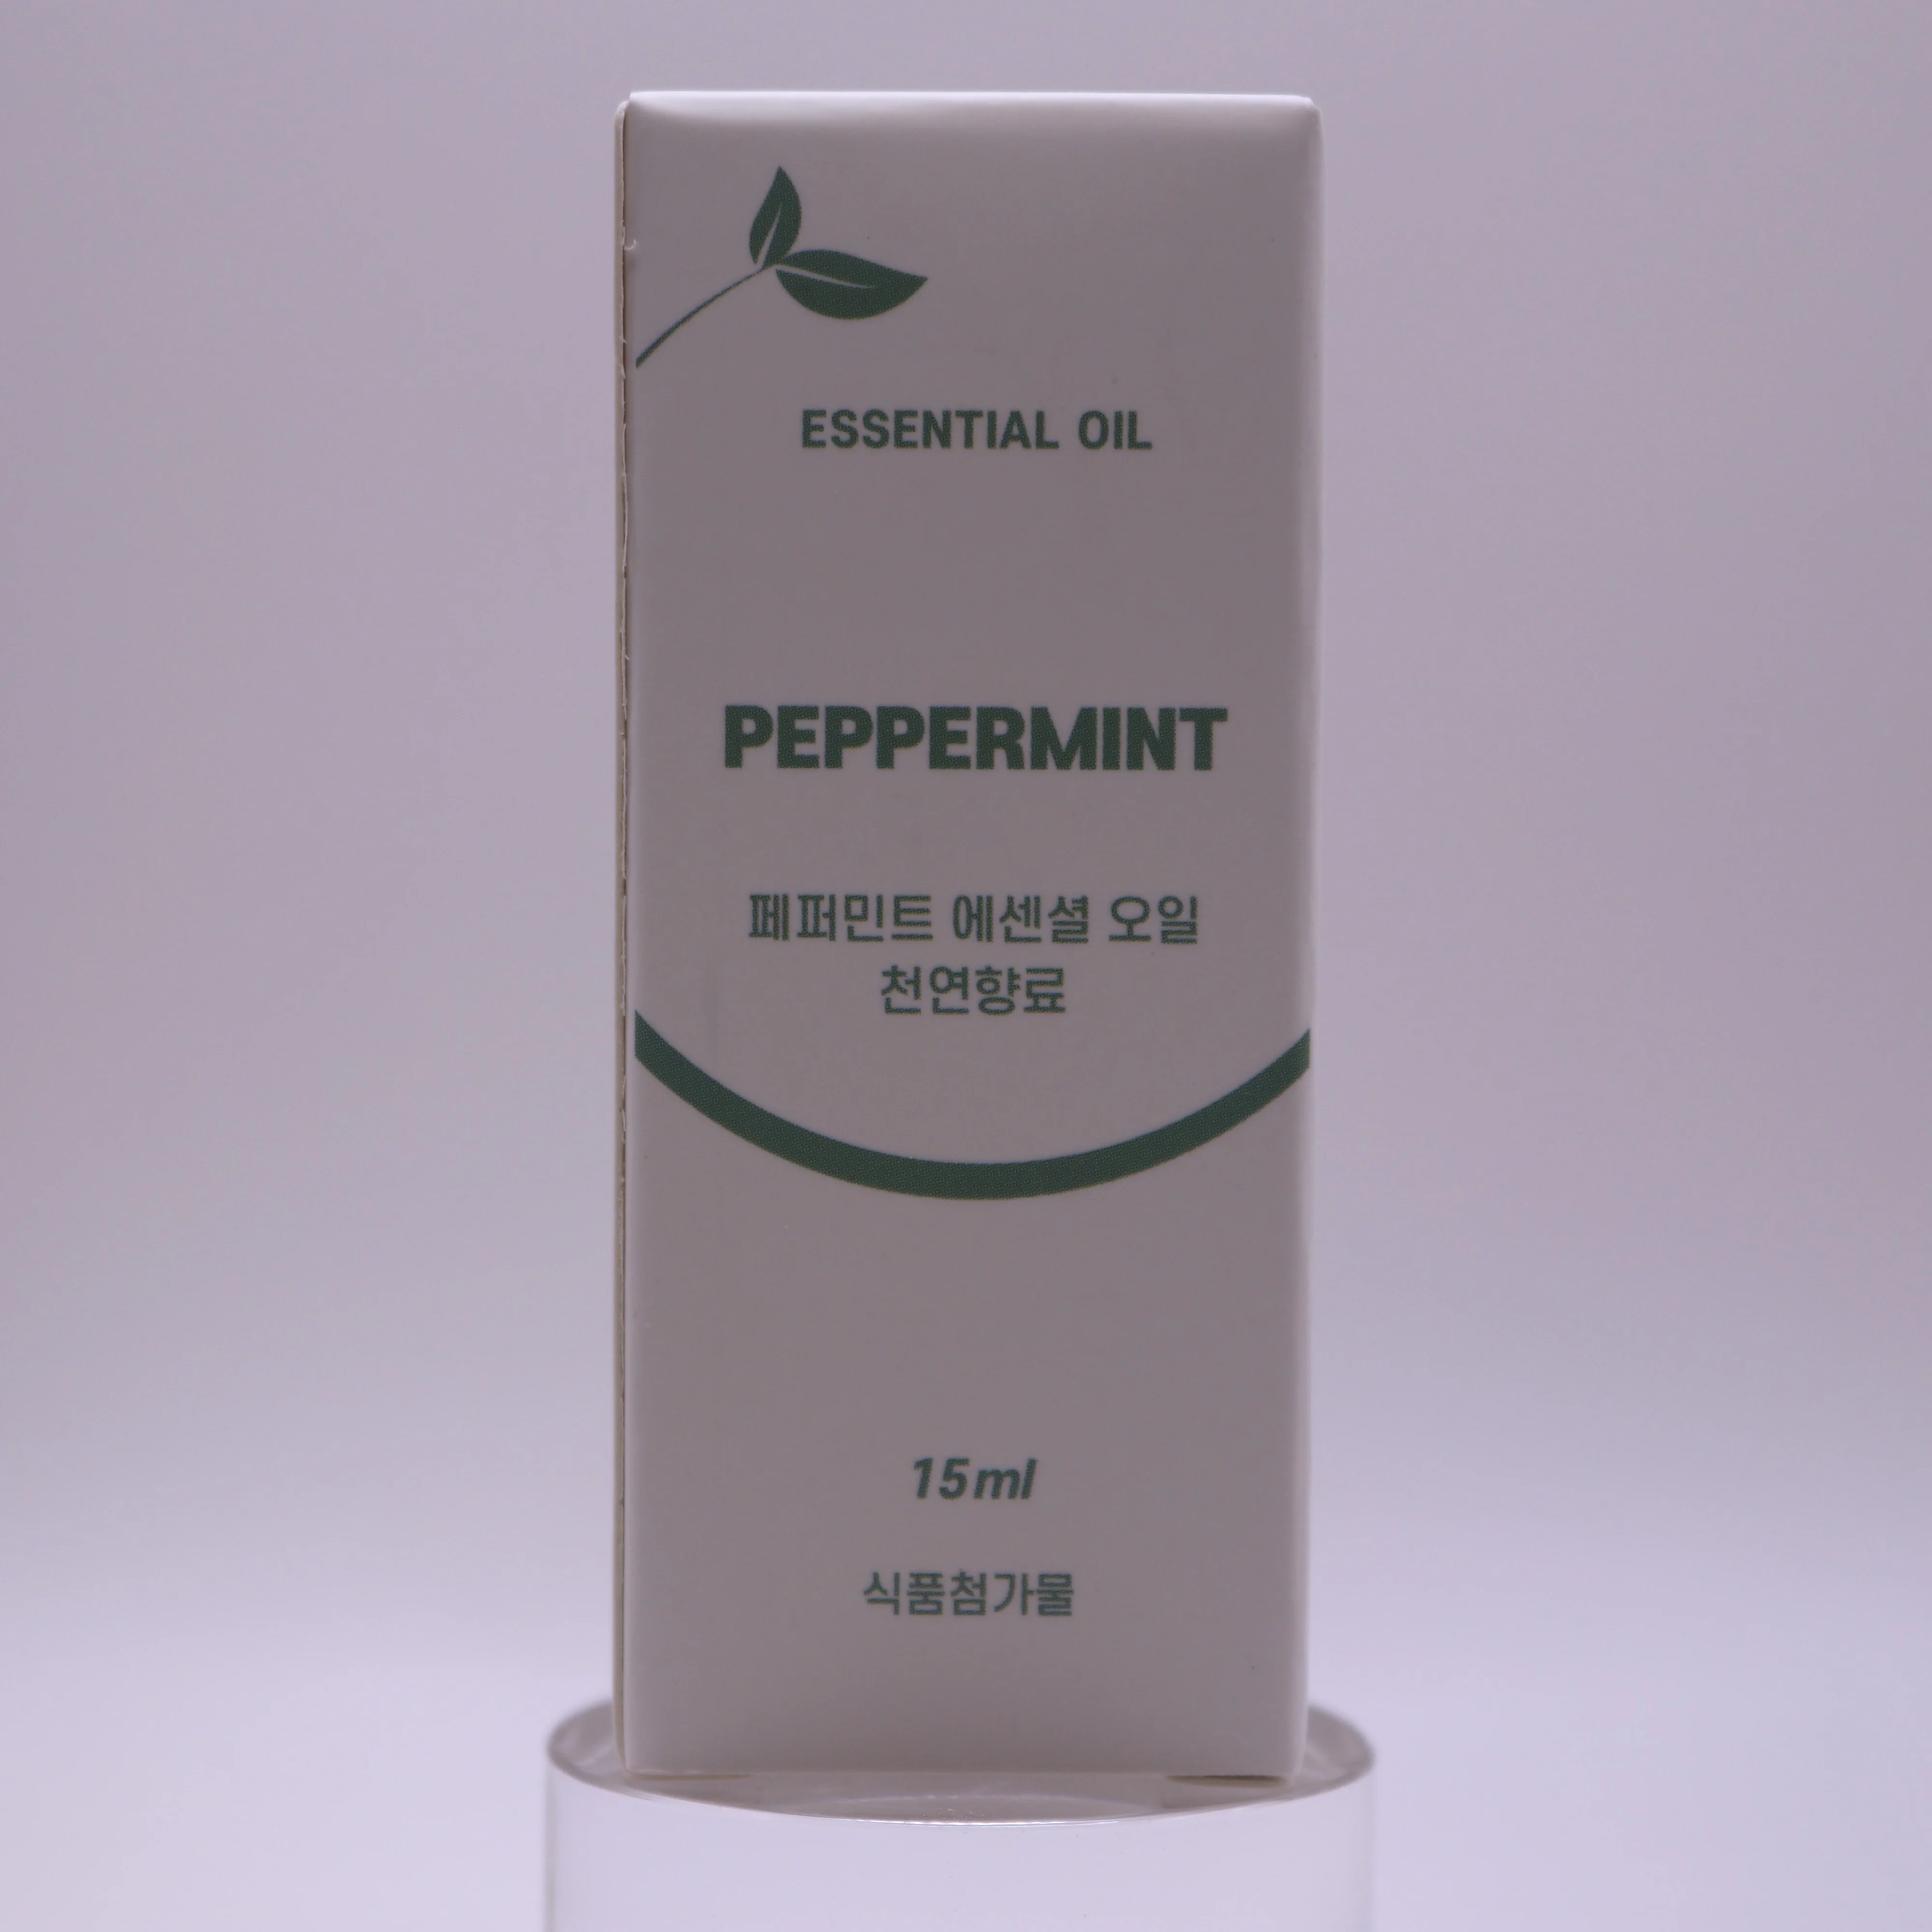 ESSENTIAL OIL
PEPPERMINT
페퍼민트 에센셜 오일
천연향료
15ml
식품첨가물